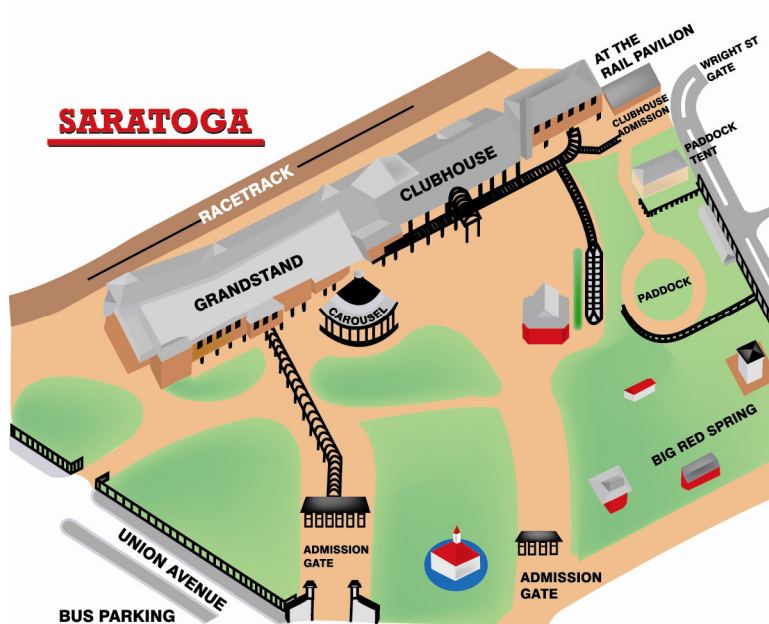 SARATOGA
AT THE
RAIL PAVILION
WRIGHT ST
GATE
CLUBHOUSE
ADMISSION
PADDOCK
TENT
RACETRACK
CLUBHOUSE
GRANDSTAND
CAROUSEL
PADDOCK
BIG RED SPRING
ADMISSION
GATE
ADMISSION
GATE
UNION AVENUE
BUS PARKING